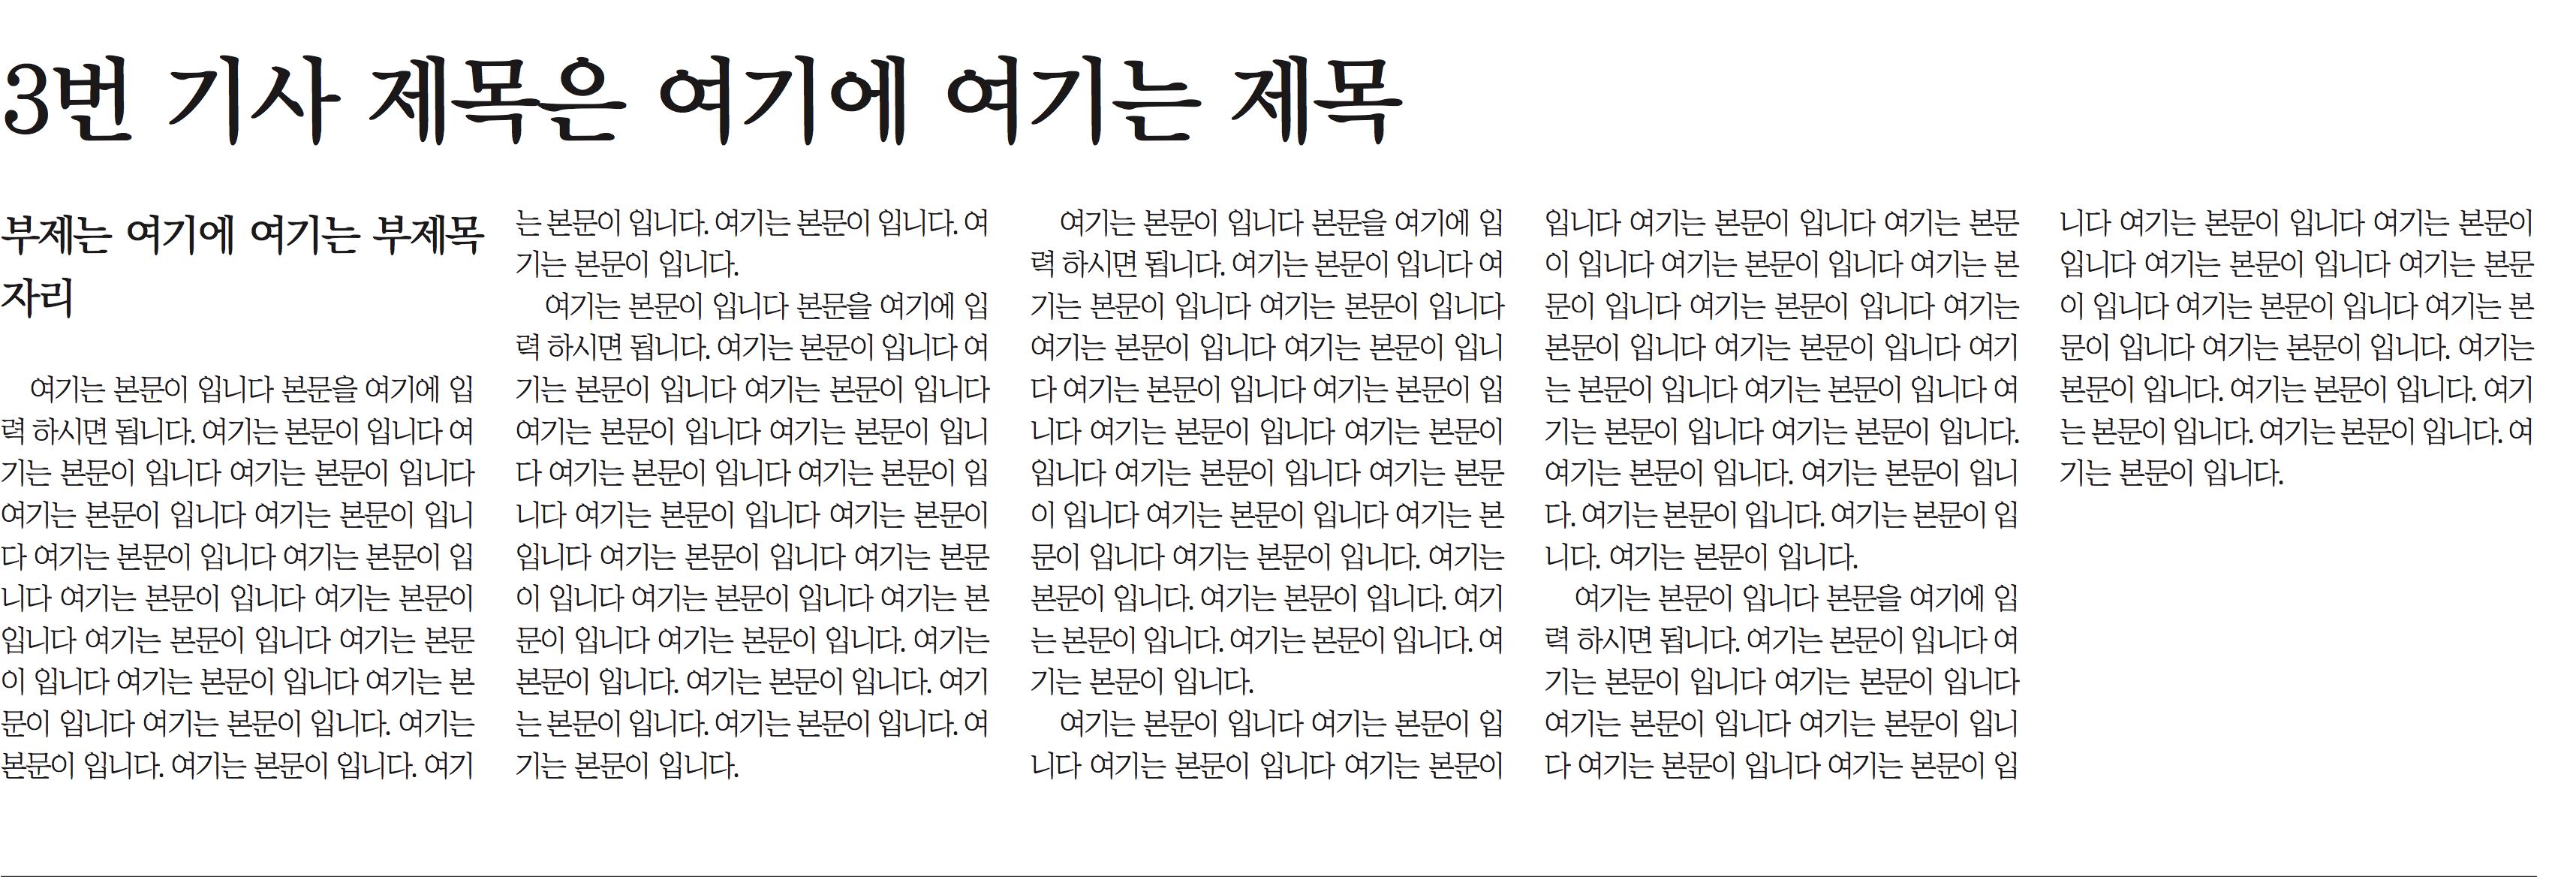 3번 기사 제목은 여기에 여기는 제목
부제는 여기에 여기는 부제목
자리
여기는 본문이 입니다 본문을 여기에 입
력 하시면 됩니다. 여기는 본문이 입니다 여
기는 본문이 입니다 여기는 본문이 입니다
여기는 본문이 입니다 여기는 본문이 입니
다 여기는 본문이 입니다 여기는 본문이 입
니다 여기는 본문이 입니다 여기는 본문이
입니다 여기는 본문이 입니다 여기는 본문
이 입니다 여기는 본문이 입니다 여기는 본
문이 입니다 여기는 본문이 입니다. 여기는
본문이 입니다. 여기는 본문이 입니다. 여기
는 본문이 입니다. 여기는 본문이 입니다. 여
기는 본문이 입니다.
여기는 본문이 입니다 본문을 여기에 입
력 하시면 됩니다. 여기는 본문이 입니다 여
기는 본문이 입니다 여기는 본문이 입니다
여기는 본문이 입니다 여기는 본문이 입니
다 여기는 본문이 입니다 여기는 본문이 입
니다 여기는 본문이 입니다 여기는 본문이
입니다 여기는 본문이 입니다 여기는 본문
이 입니다 여기는 본문이 입니다 여기는 본
문이 입니다 여기는 본문이 입니다. 여기는
본문이 입니다. 여기는 본문이 입니다. 여기
는 본문이 입니다. 여기는 본문이 입니다. 여
기는 본문이 입니다.
여기는 본문이 입니다 본문을 여기에 입
력 하시면 됩니다. 여기는 본문이 입니다 여
기는 본문이 입니다 여기는 본문이 입니다
여기는 본문이 입니다 여기는 본문이 입니
다 여기는 본문이 입니다 여기는 본문이 입
니다 여기는 본문이 입니다 여기는 본문이
입니다 여기는 본문이 입니다 여기는 본문
이 입니다 여기는 본문이 입니다 여기는 본
문이 입니다 여기는 본문이 입니다. 여기는
본문이 입니다. 여기는 본문이 입니다. 여기
는 본문이 입니다. 여기는 본문이 입니다. 여
기는 본문이 입니다.
여기는 본문이 입니다 여기는 본문이 입
니다 여기는 본문이 입니다 여기는 본문이
입니다 여기는 본문이 입니다 여기는 본문
이 입니다 여기는 본문이 입니다 여기는 본
문이 입니다 여기는 본문이 입니다 여기는
본문이 입니다 여기는 본문이 입니다 여기
는 본문이 입니다 여기는 본문이 입니다 여
기는 본문이 입니다 여기는 본문이 입니다.
여기는 본문이 입니다. 여기는 본문이 입니
다. 여기는 본문이 입니다. 여기는 본문이 입
니다. 여기는 본문이 입니다.
여기는 본문이 입니다 본문을 여기에 입
력 하시면 됩니다. 여기는 본문이 입니다 여
기는 본문이 입니다 여기는 본문이 입니다
여기는 본문이 입니다 여기는 본문이 입니
다 여기는 본문이 입니다 여기는 본문이 입
니다 여기는 본문이 입니다 여기는 본문이
입니다 여기는 본문이 입니다 여기는 본문
이 입니다 여기는 본문이 입니다 여기는 본
문이 입니다 여기는 본문이 입니다. 여기는
본문이 입니다. 여기는 본문이 입니다. 여기
는 본문이 입니다. 여기는 본문이 입니다. 여
기는 본문이 입니다.